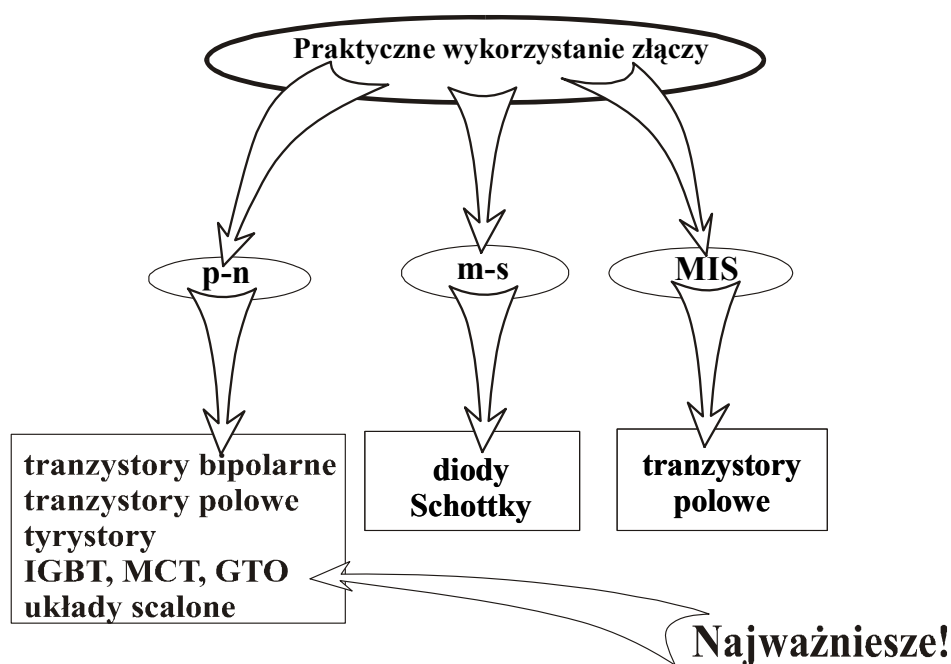 Praktyczne wykorzystanie złączy
p-n
m-s
MIS
tranzystory bipolarne
tranzystory polowe
tyrystory
IGBT, MCT, GTO
układy scalone
diody
Schottky
tranzystory
polowe
Najważniesze!